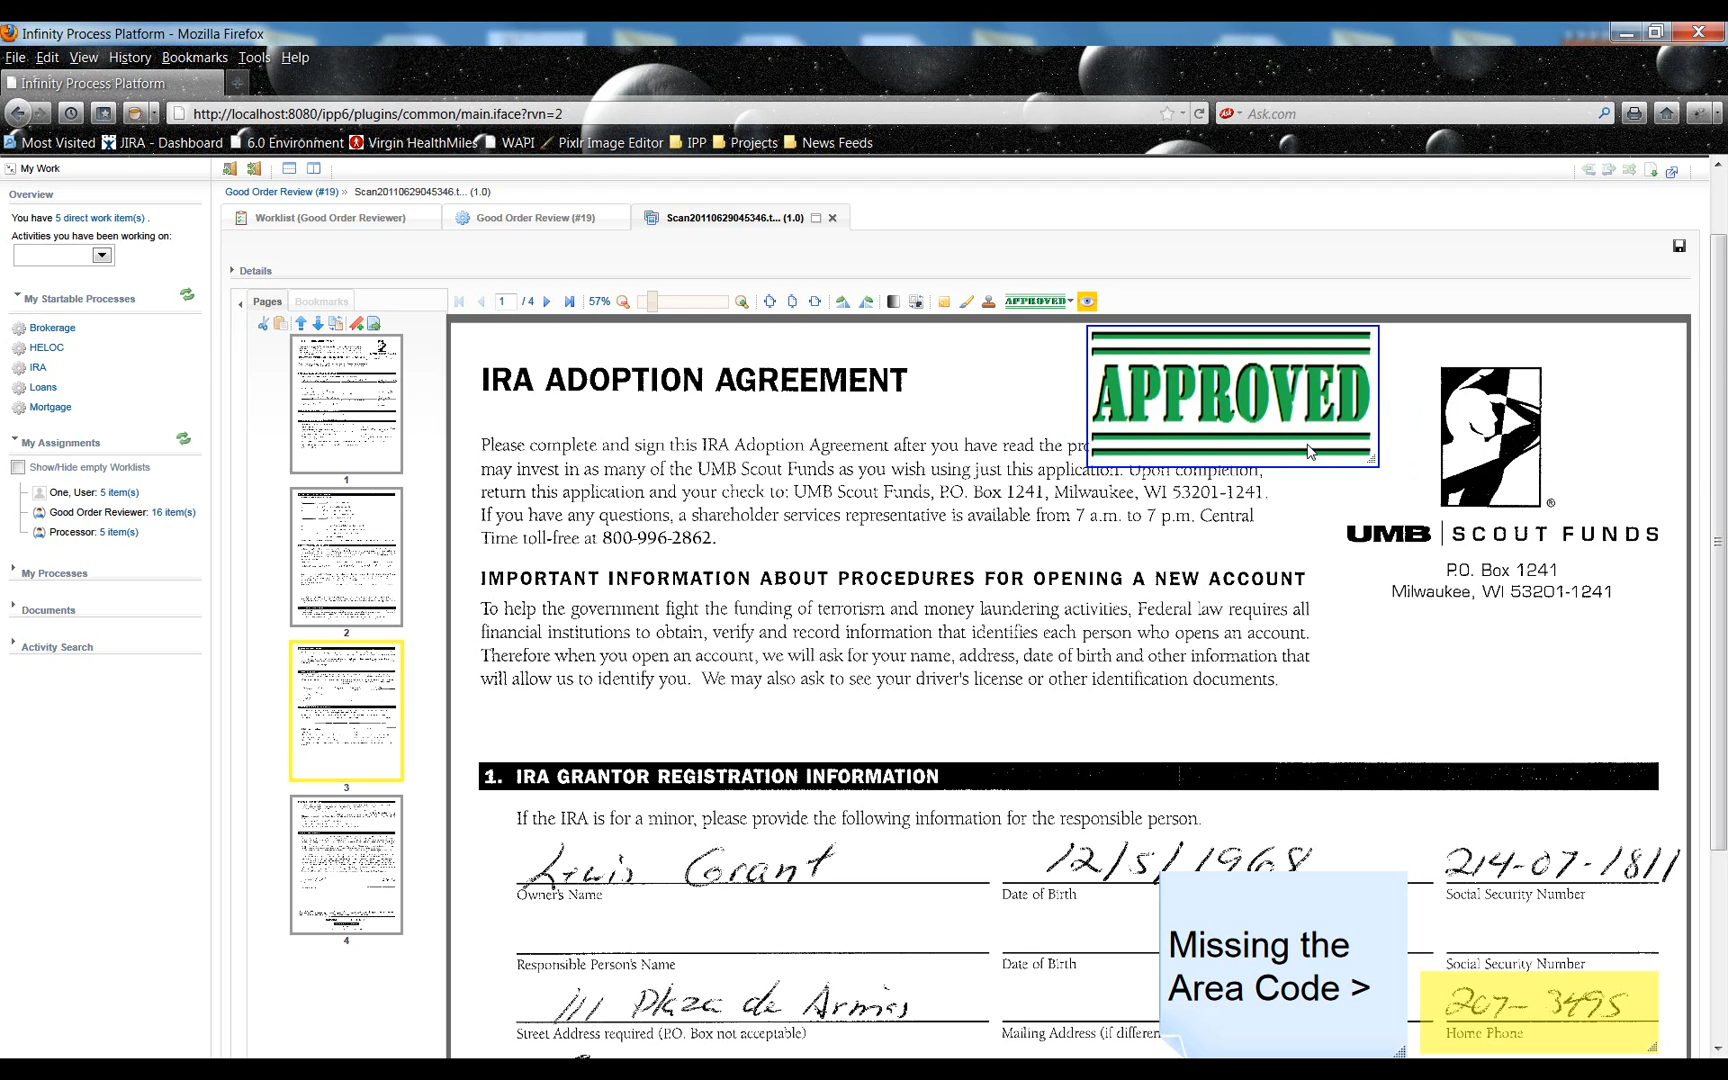 Infinity Process Platform - Mozilla Firefox
File Edit View History Bookmarks Tools Help
Infinity Process Platform
http://localhost:8080/ipp6/plugins/common/main.iface?rvn=2
Ask.com
Most Visited JIRA - Dashboard 6.0 Environment Virgin HealthMiles WAPI Pixlr Image Editor IPP Projects News Feeds
My Work
Overview
You have 5 direct work item(s) .
Activities you have been working on:
My Startable Processes
Brokerage
HELOC
IRA
Loans
Mortgage
My Assignments
Show/Hide empty Worklists
One, User: 5 item(s)
Good Order Reviewer: 16 item(s)
Processor: 5 item(s)
My Processes
Documents
Activity Search
Good Order Review (#19) » Scan20110629045346.t... (1.0)
Worklist (Good Order Reviewer) Good Order Review (#19) Scan20110629045346.t... (1.0)
Details
Pages Bookmarks
1 / 4 57% APPROVED
1
2
3
4
IRA ADOPTION AGREEMENT
APPROVED
Please complete and sign this IRA Adoption Agreement after you have read the
may invest in as many of the UMB Scout Funds as you wish using just this application. Upon completion,
return this application and your check to: UMB Scout Funds, P.O. Box 1241, Milwaukee, WI 53201-1241.
If you have any questions, a shareholder services representative is available from 7 a.m. to 7 p.m. Central
Time toll-free at 800-996-2862.
UMB | SCOUT FUNDS
P.O. Box 1241
Milwaukee, WI 53201-1241
IMPORTANT INFORMATION ABOUT PROCEDURES FOR OPENING A NEW ACCOUNT
To help the government fight the funding of terrorism and money laundering activities, Federal law requires all
financial institutions to obtain, verify and record information that identifies each person who opens an account.
Therefore when you open an account, we will ask for your name, address, date of birth and other information that
will allow us to identify you. We may also ask to see your driver's license or other identification documents.
1. IRA GRANTOR REGISTRATION INFORMATION
If the IRA is for a minor, please provide the following information for the responsible person.
Lewis Grant 12/5/1968 214-07-1811
Owner's Name Date of Birth Social Security Number
Responsible Person's Name Date of Birth Social Security Number
Missing the
Area Code >
111 Plaza de Armas 207-3495
Street Address required (P.O. Box not acceptable) Mailing Address (if differen Home Phone